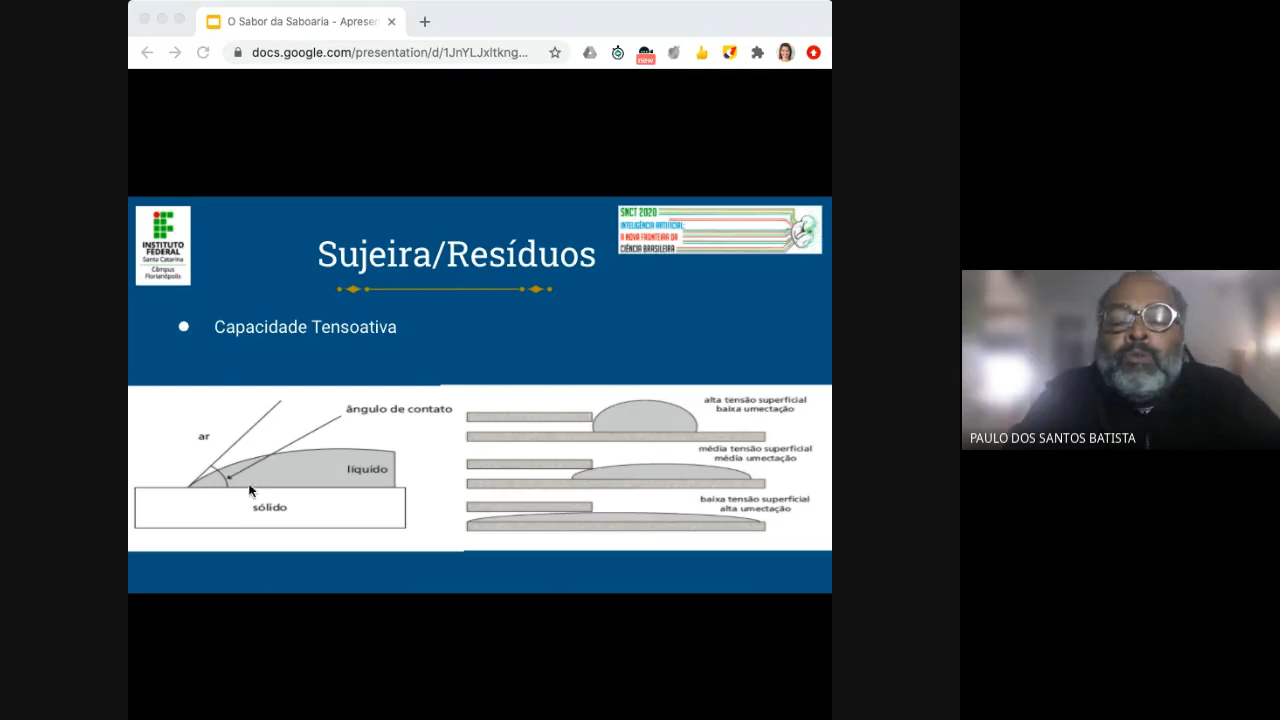 O Sabor da Saboaria - Apresen
docs.google.com/presentation/d/1JnYLJxltkng...
new
INSTITUTO
FEDERAL
Santa Catarina
Câmpus
Florianópolis
Sujeira/Resíduos
SNCT 2020
INTELIGÊNCIA ARTIFICIAL:
A NOVA FRONTEIRA DA
CIÊNCIA BRASILEIRA
Capacidade Tensoativa
ângulo de contato
ar
líquido
sólido
alta tensão superficial
baixa umectação
média tensão superficial
média umectação
baixa tensão superficial
alta umectação
PAULO DOS SANTOS BATISTA